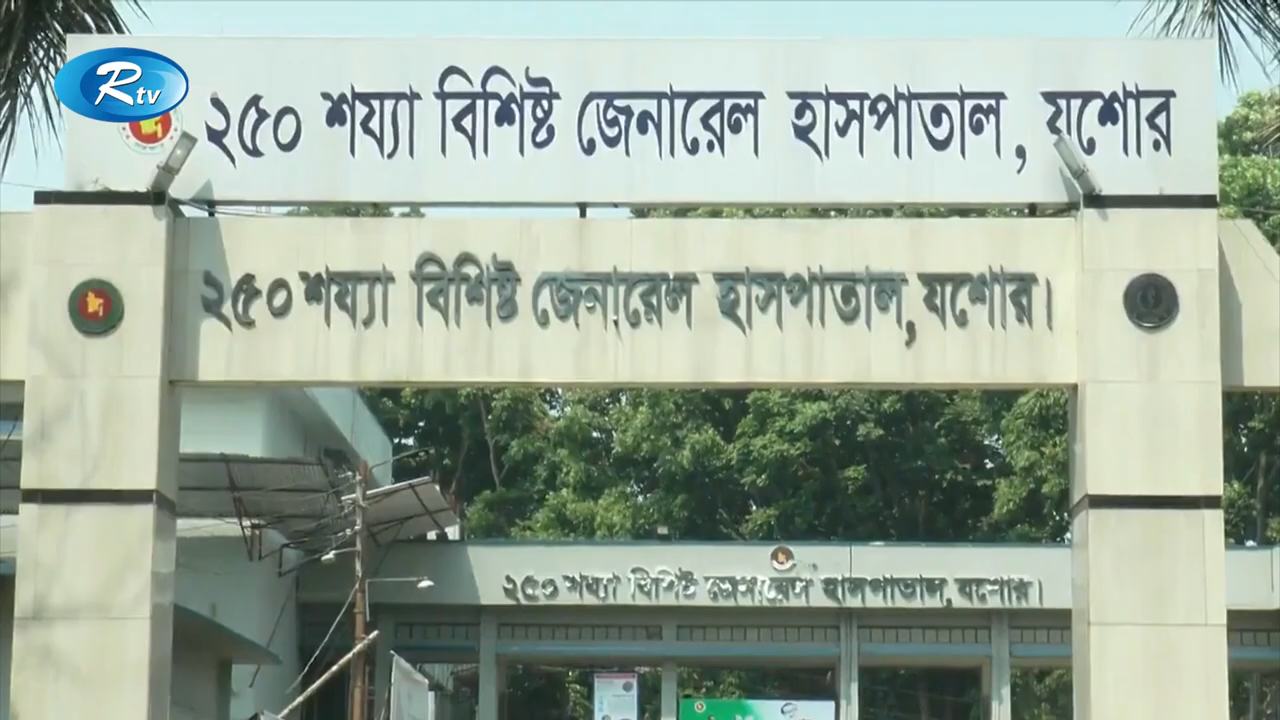 Rtv
২৫০ শয্যা বিশিষ্ট জেনারেল হাসপাতাল, যশোর
২৫০ শয্যা বিশিষ্ট জেনারেল হাসপাতাল, যশোর।
২৫০ শয্যা বিশিষ্ট জেনারেল হাসপাতাল, যশোর।